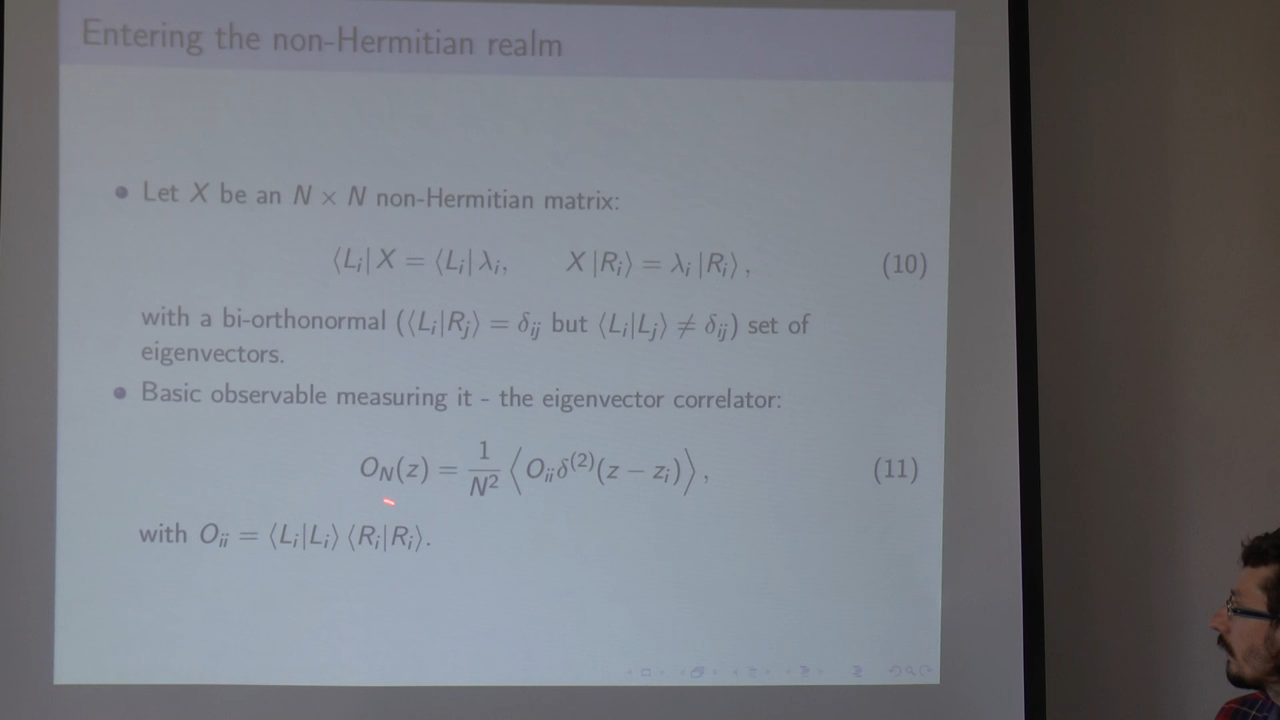 Entering the non-Hermitian realm
Let X be an N × N non-Hermitian matrix:
⟨L_i| X = ⟨L_i| λ_i,   X |R_i⟩ = λ_i |R_i⟩,   (10)
with a bi-orthonormal (⟨L_i|R_j⟩ = δ_ij but ⟨L_i|L_j⟩ ≠ δ_ij) set of
eigenvectors.
Basic observable measuring it - the eigenvector correlator:
O_N(z) = 1/N² ⟨O_ii δ^(2)(z − z_i)⟩,   (11)
with O_ii = ⟨L_i|L_i⟩ ⟨R_i|R_i⟩.